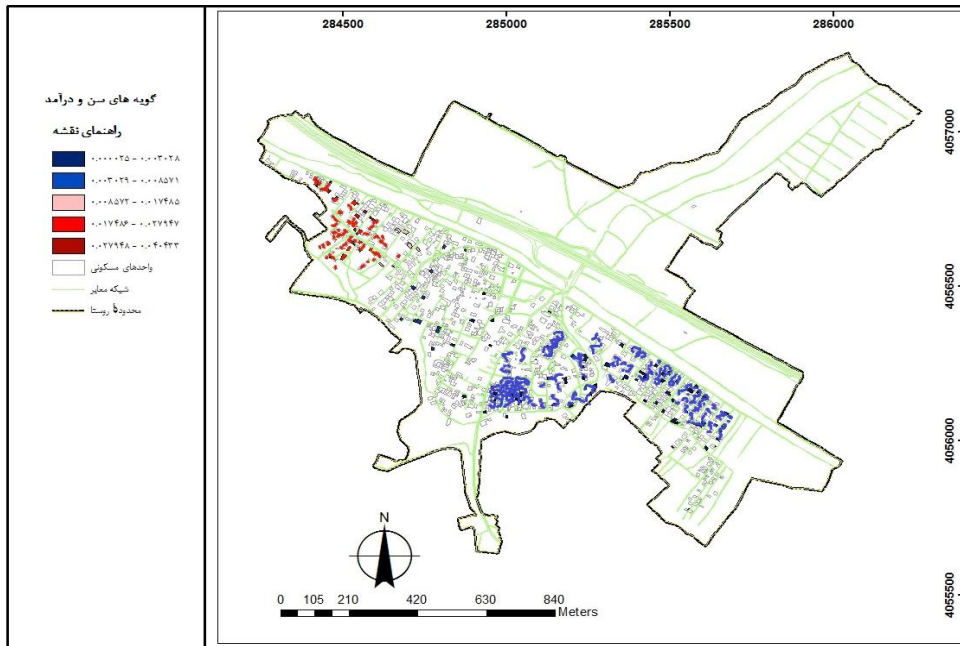 گویه های سن و درآمد
راهنمای نقشه
۰.۰۰۰۰۲۵ - ۰.۰۰۳۰۲۸
۰.۰۰۳۰۲۹ - ۰.۰۰۸۵۷۱
۰.۰۰۸۵۷۲ - ۰.۰۱۷۴۸۵
۰.۰۱۷۴۸۶ - ۰.۰۲۷۹۴۷
۰.۰۲۷۹۴۸ - ۰.۰۴۰۴۳۳
واحدهای مسکونی
شبکه معابر
محدودۀ روستا
284500 285000 285500 286000
4057000
4056500
4056000
4055500
N
0 105 210 420 630 840
Meters